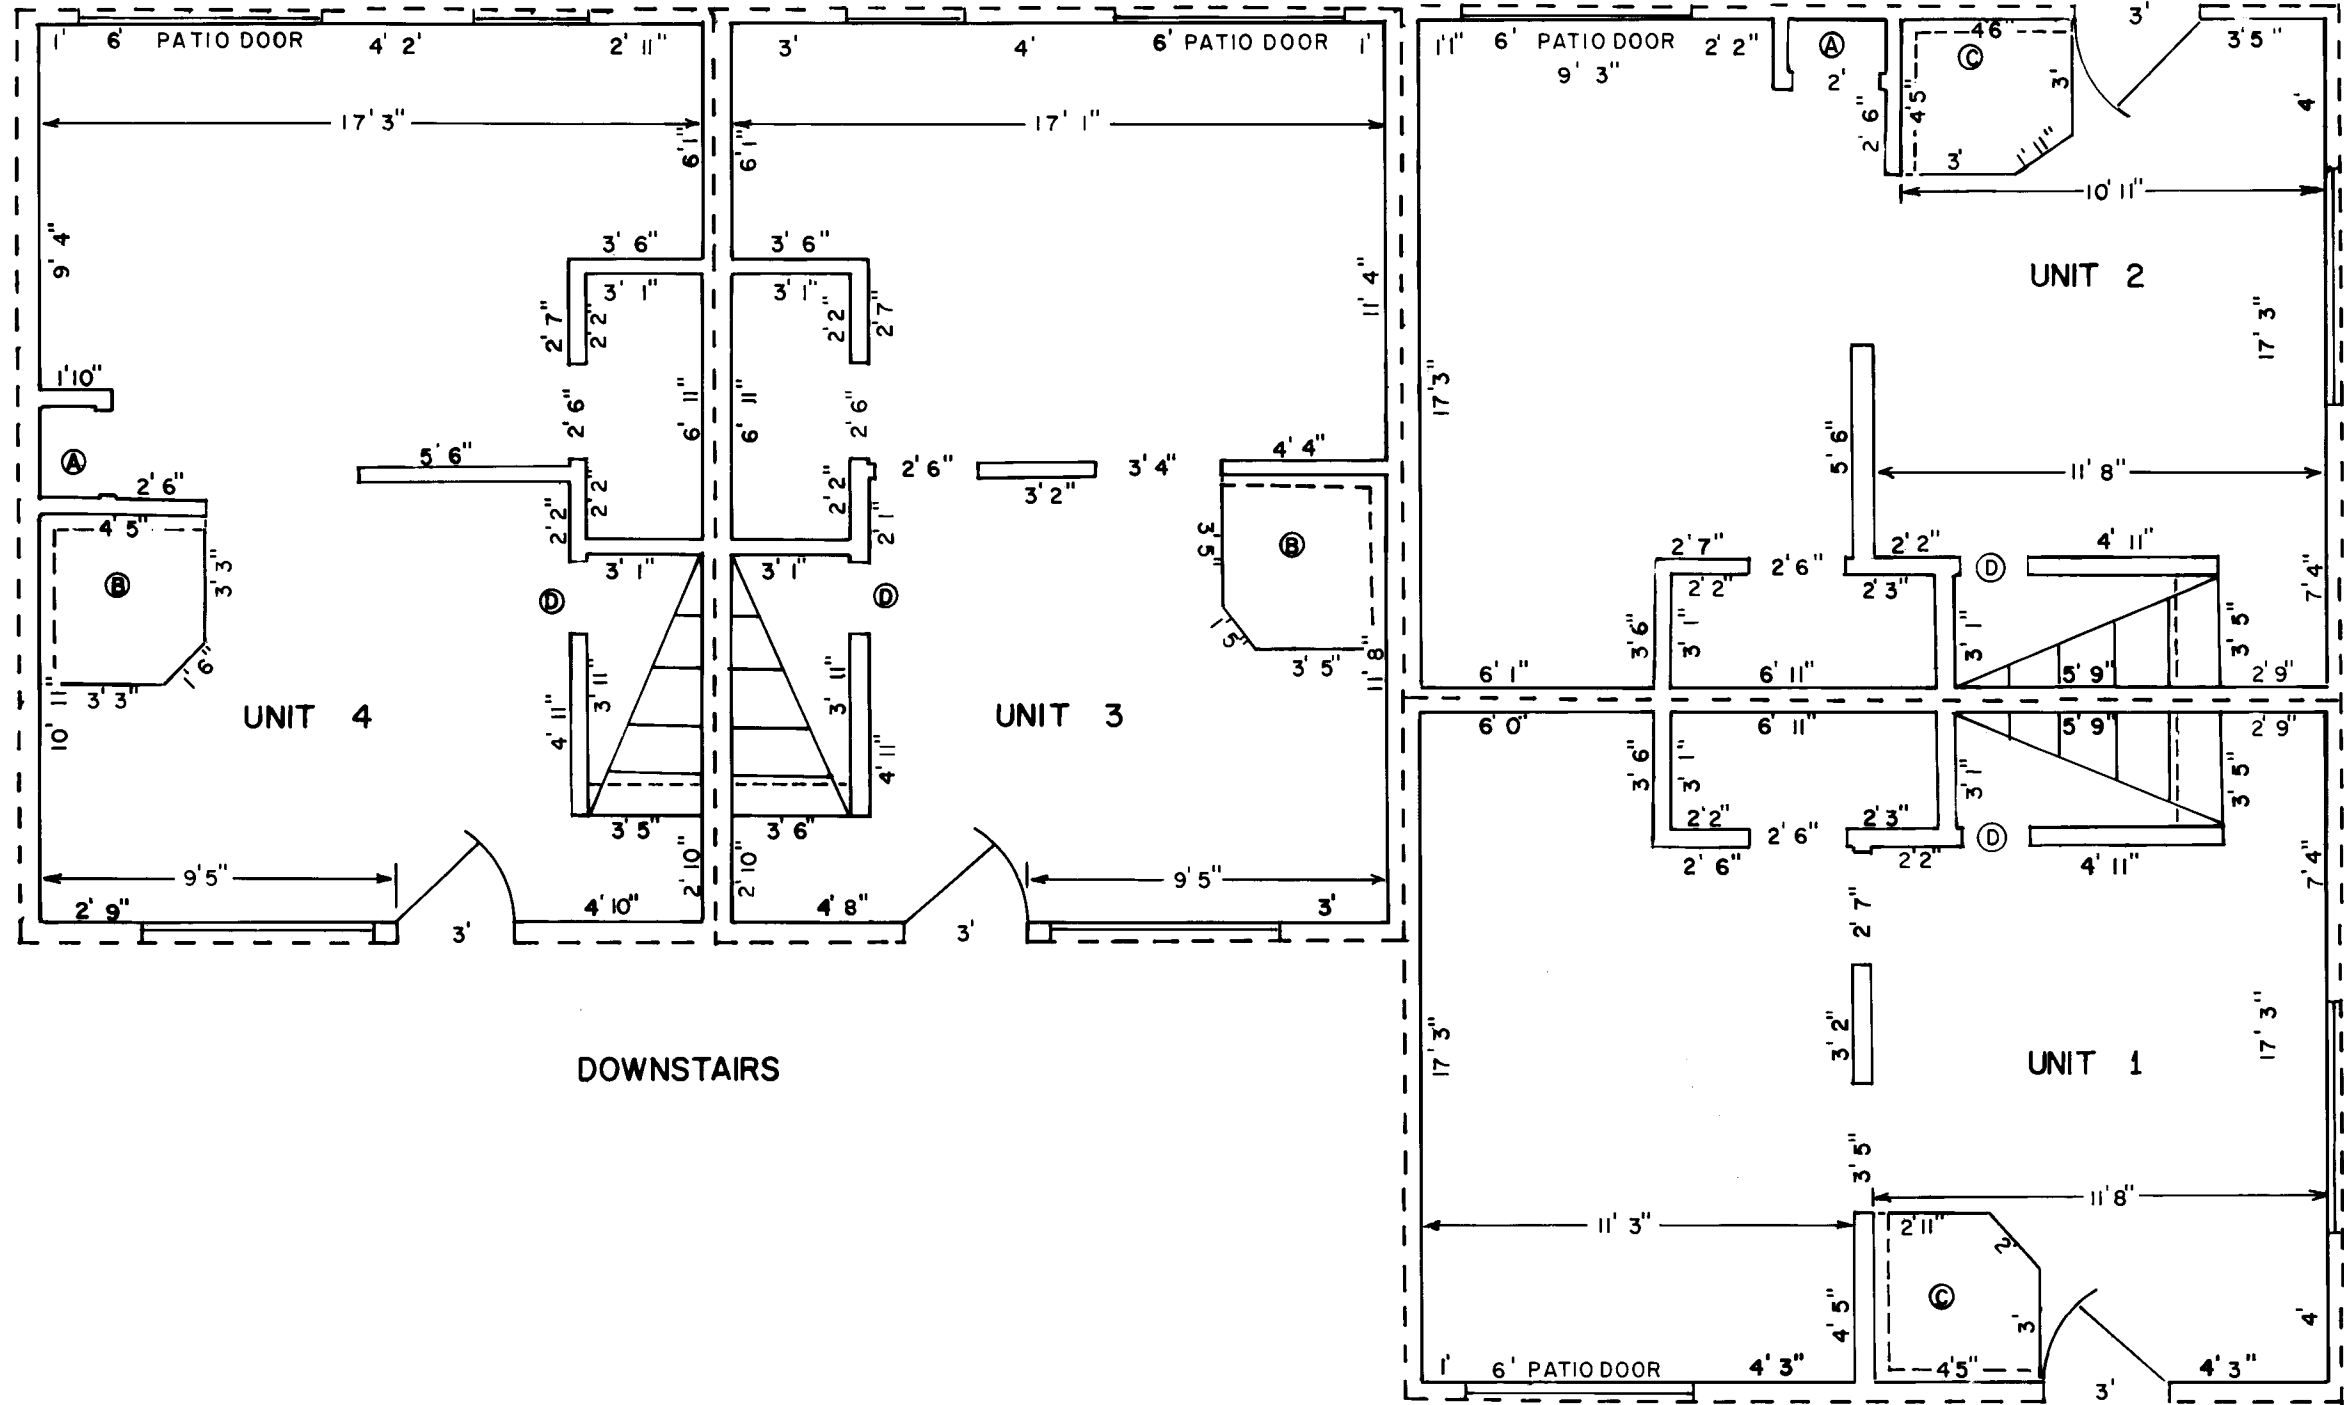 1' 6' PATIO DOOR 4' 2' 2' 11"
3' 4' 6' PATIO DOOR 1'
1'1" 6' PATIO DOOR 2' 2" Ⓐ
9' 3" 2'
46" Ⓒ 3' 3' 5"
17' 3" 6' 1"
6' 1" 17' 1"
2' 6" 4' 5" 3' 4'
3' 1' 11"
10' 11"
9' 4" 3' 6" 3' 6" 11' 4"
3' 1" 3' 1"
2' 7" 2' 2" 2' 2" 2' 7"
UNIT 2
17' 3" 17' 3"
1'10" 2' 6" 6' 11" 6' 11" 2' 6"
Ⓐ 5' 6" 2' 6" 3' 4" 4' 4"
2' 6" 3' 2"
5' 6" 11' 8"
4' 5" 2' 2" 2' 2" 2' 2" 2' 1"
Ⓑ 3' 3" 3' 1" 3' 1" 3' 5" Ⓑ
Ⓓ Ⓓ
1' 6" 1' 5" 3' 5" 8" 1'
3' 3"
2' 7" 2' 6" 2' 2" Ⓓ 4' 11"
2' 2" 2' 3" 7' 4"
3' 6" 3' 1" 3' 1" 3' 5"
6' 1" 6' 11" 5' 9" 2' 9"
UNIT 4 UNIT 3
10' 11" 4' 11" 3' 11" 3' 11" 4' 11"
3' 5" 3' 6"
9' 5" 2' 10" 2' 10" 9' 5"
2' 9" 4' 10" 4' 8" 3'
3' 3'
6' 0" 6' 11" 5' 9" 2' 9"
3' 6" 3' 1" 3' 1" 3' 5"
2' 2" 2' 3" 7' 4"
2' 6" 2' 6" 2' 2" Ⓓ 4' 11"
2' 7"
DOWNSTAIRS
17' 3" 3' 2" UNIT 1 17' 3"
3' 5"
11' 3" 11' 8"
2' 11" 2'
4' 5" Ⓒ 3' 4'
1' 6' PATIO DOOR 4' 3" 4' 5" 4' 3"
3'